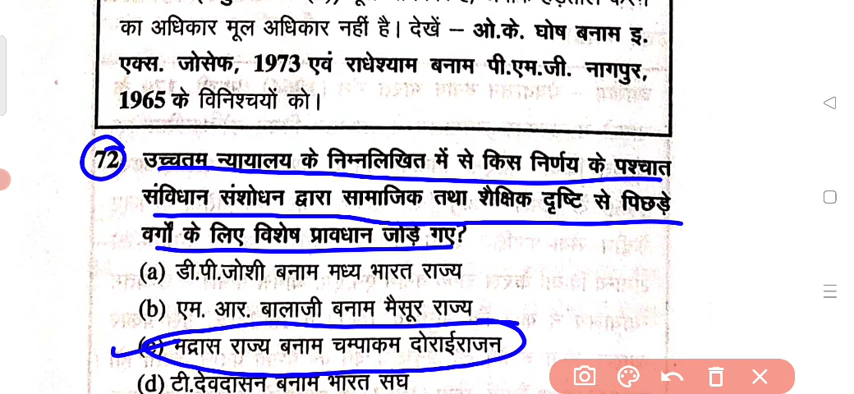 का अधिकार मूल अधिकार नहीं है। देखें – ओ.के. घोष बनाम इ.
एक्स. जोसेफ, 1973 एवं राधेश्याम बनाम पी.एम.जी. नागपुर,
1965 के विनिश्चयों को।
72 उच्चतम न्यायालय के निम्नलिखित में से किस निर्णय के पश्चात
संविधान संशोधन द्वारा सामाजिक तथा शैक्षिक दृष्टि से पिछड़े
वर्गों के लिए विशेष प्रावधान जोड़े गए?
(a) डी.पी.जोशी बनाम मध्य भारत राज्य
(b) एम. आर. बालाजी बनाम मैसूर राज्य
(c) मद्रास राज्य बनाम चम्पाकम दोराईराजन
(d) टी.देवदासन बनाम भारत संघ